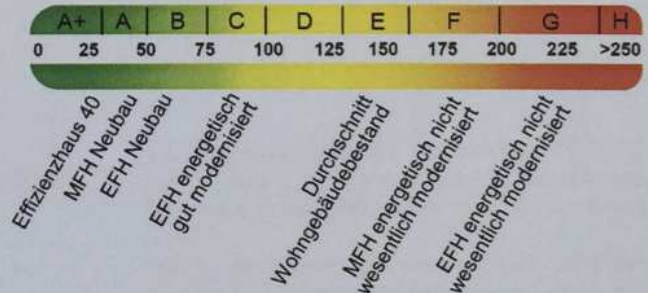 A+ A B C D E F G H
0 25 50 75 100 125 150 175 200 225 >250
Effizienzhaus 40
MFH Neubau
EFH Neubau
EFH energetisch
gut modernisiert
Durchschnitt
Wohngebäudebestand
MFH energetisch nicht
wesentlich modernisiert
EFH energetisch nicht
wesentlich modernisiert